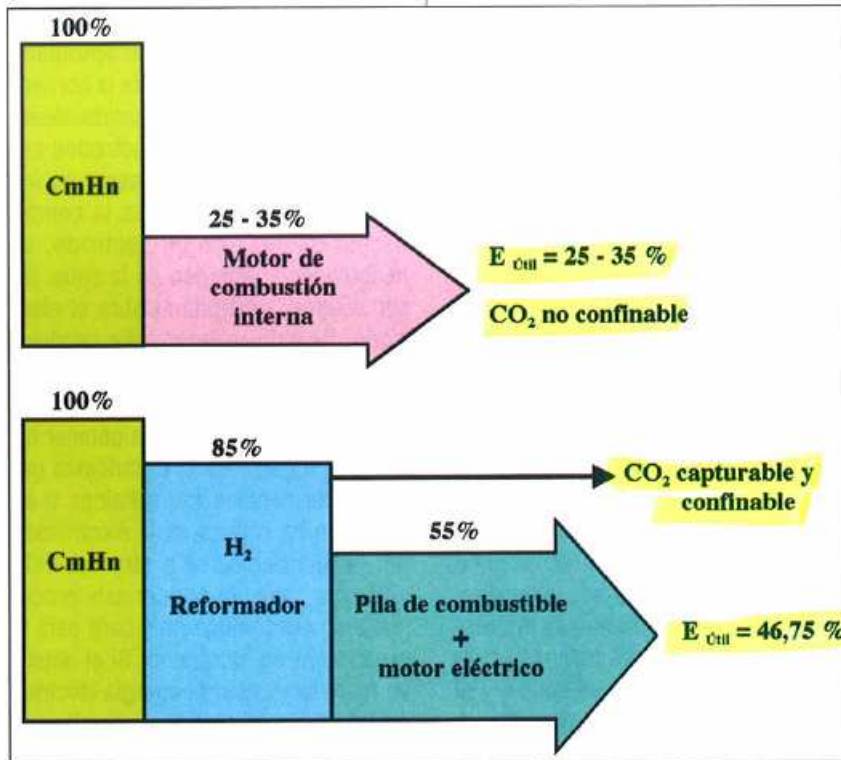 100%
CmHn
25 - 35%
Motor de
combustión
interna
E Útil = 25 - 35 %
CO₂ no confinable
100%
CmHn
85%
H₂
Reformador
CO₂ capturable y
confinable
55%
Pila de combustible
+
motor eléctrico
E Útil = 46,75 %